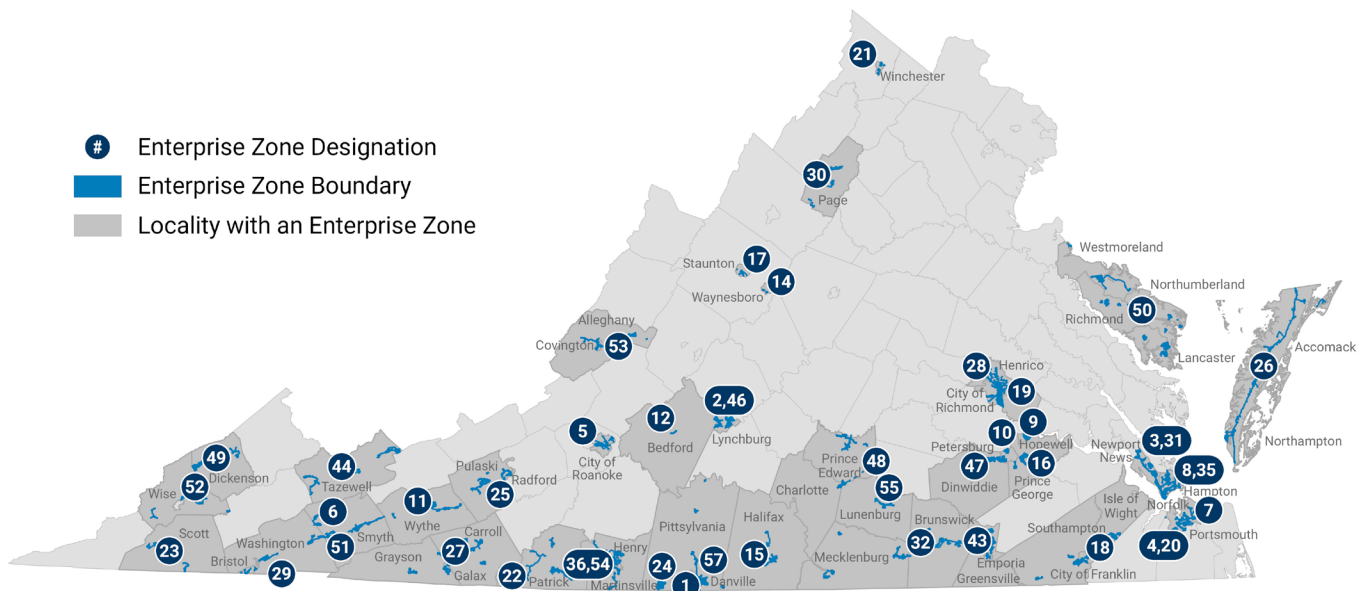 21
Winchester
# Enterprise Zone Designation
Enterprise Zone Boundary
Locality with an Enterprise Zone
30
Page
Westmoreland
Staunton
17
14
Waynesboro
Northumberland
50
Richmond
Lancaster
Accomack
26
Northampton
Alleghany
Covington
53
28
Henrico
19
City of
Richmond
9
Hopewell
10
Petersburg
47
Dinwiddie
16
Prince
George
Newport
News
3,31
8,35
Hampton
Norfolk
7
4,20
Portsmouth
5
City of
Roanoke
12
Bedford
2,46
Lynchburg
Prince
Edward
48
55
Charlotte
Lunenburg
49
Dickenson
52
Wise
44
Tazewell
Pulaski
Radford
25
11
Wythe
6
Smyth
51
Washington
Scott
23
Bristol
29
Carroll
Grayson
27
Galax
22
Patrick
36,54
Henry
Martinsville
24
1
57
Danville
Pittsylvania
Halifax
15
Mecklenburg
Brunswick
32
43
Emporia
Greensville
Isle of
Wight
Southampton
18
City of Franklin